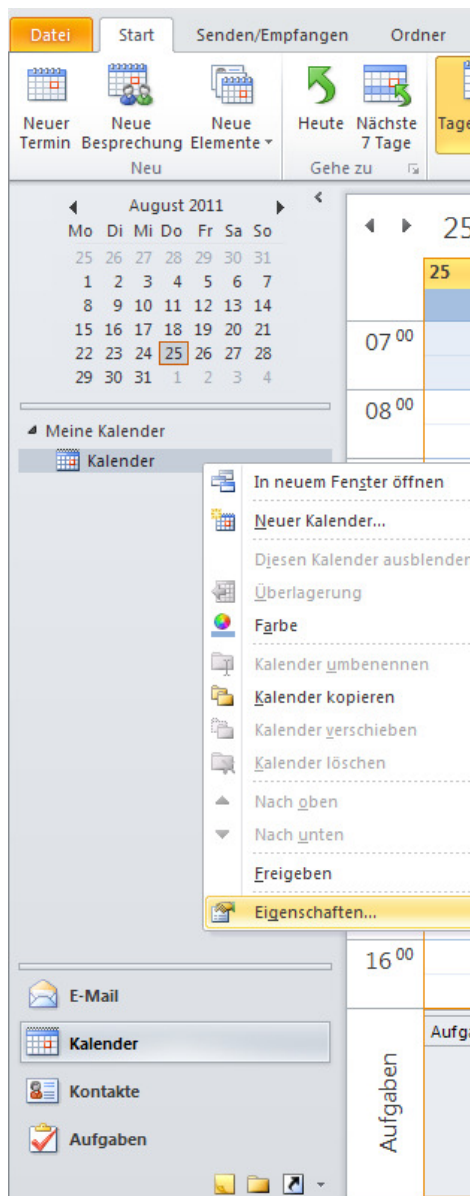 Datei Start Senden/Empfangen Ordner
Neuer Termin
Neue Besprechung
Neue Elemente
Heute
Nächste 7 Tage
Neu
Gehe zu
August 2011
Mo Di Mi Do Fr Sa So
25 26 27 28 29 30 31
1 2 3 4 5 6 7
8 9 10 11 12 13 14
15 16 17 18 19 20 21
22 23 24 25 26 27 28
29 30 31 1 2 3 4
Meine Kalender
Kalender
25
25
07 00
08 00
In neuem Fenster öffnen
Neuer Kalender...
Diesen Kalender ausblenden
Überlagerung
Farbe
Kalender umbenennen
Kalender kopieren
Kalender verschieben
Kalender löschen
Nach oben
Nach unten
Freigeben
Eigenschaften...
16 00
E-Mail
Kalender
Kontakte
Aufgaben
Aufgaben